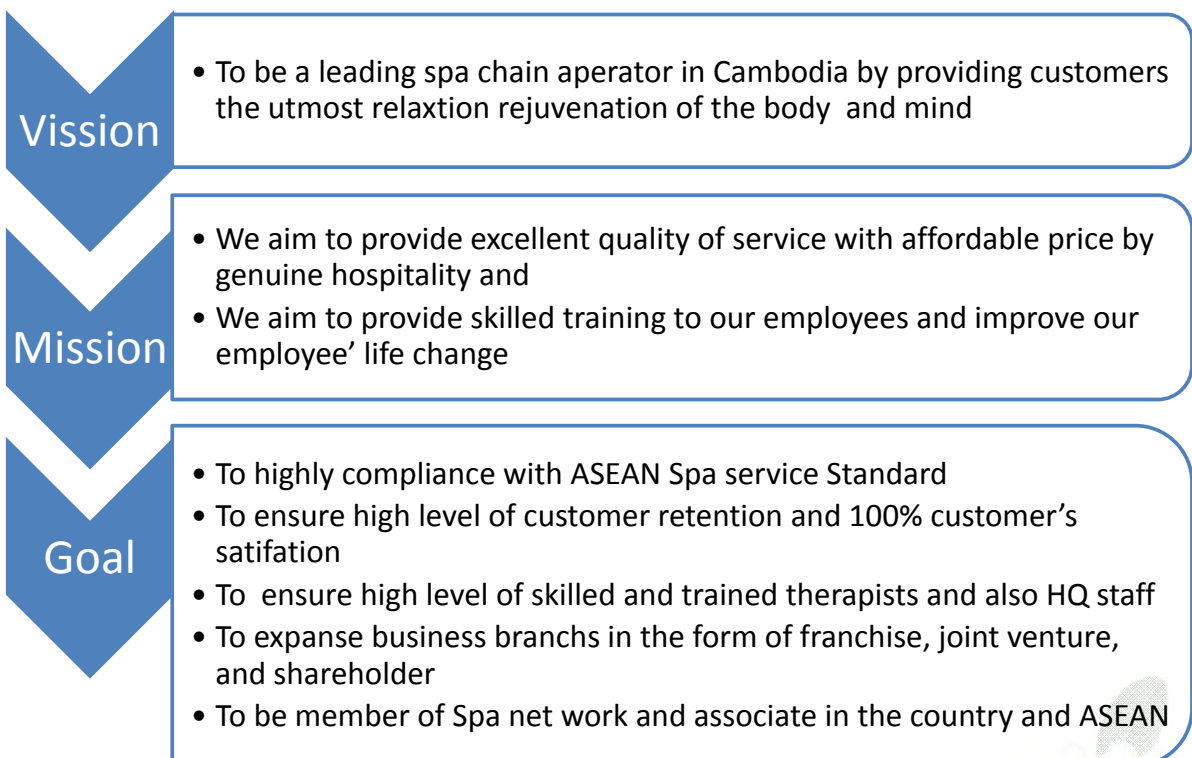 Vission
• To be a leading spa chain aperator in Cambodia by providing customers
the utmost relaxtion rejuvenation of the body  and mind
Mission
• We aim to provide excellent quality of service with affordable price by
genuine hospitality and
• We aim to provide skilled training to our employees and improve our
employee’ life change
Goal
• To highly compliance with ASEAN Spa service Standard
• To ensure high level of customer retention and 100% customer’s
satifation
• To  ensure high level of skilled and trained therapists and also HQ staff
• To expanse business branchs in the form of franchise, joint venture,
and shareholder
• To be member of Spa net work and associate in the country and ASEAN